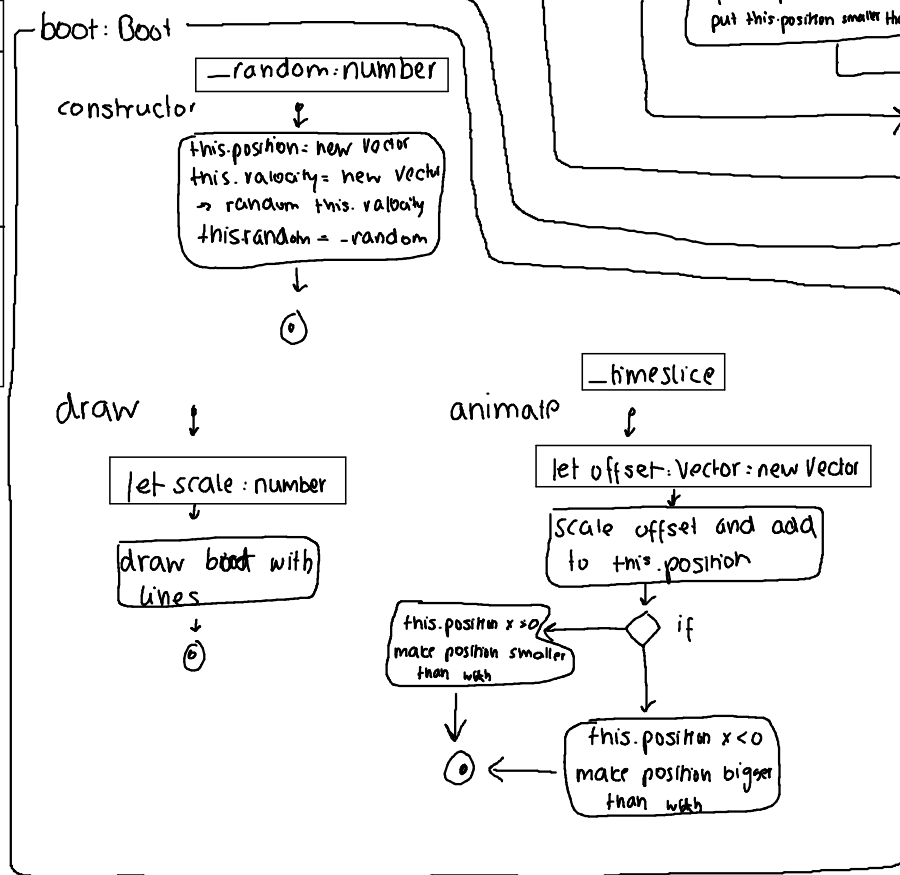 put this.position smaller tha
boot: Boot
_random:number
constructor
this.position= new vector
this.valocity= new vector
→ random this.valocity
this.random = -random
_timeslice
draw
animate
let scale: number
let offset: Vector: new Vector
draw boot with
lines
scale offset and add
to this.position
if
this.position x >0
make position smaller
than with
this.position x <0
make position bigger
than with